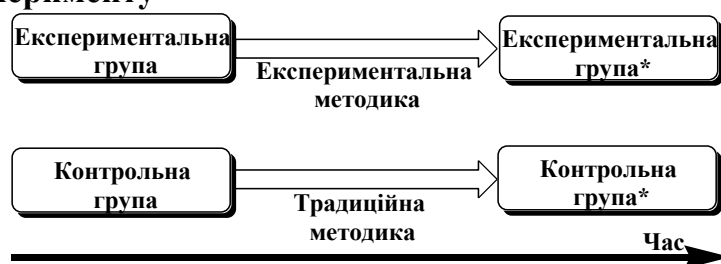 Експериментальна
група
Експериментальна
методика
Експериментальна
група*
Контрольна
група
Традиційна
методика
Контрольна
група*
Час